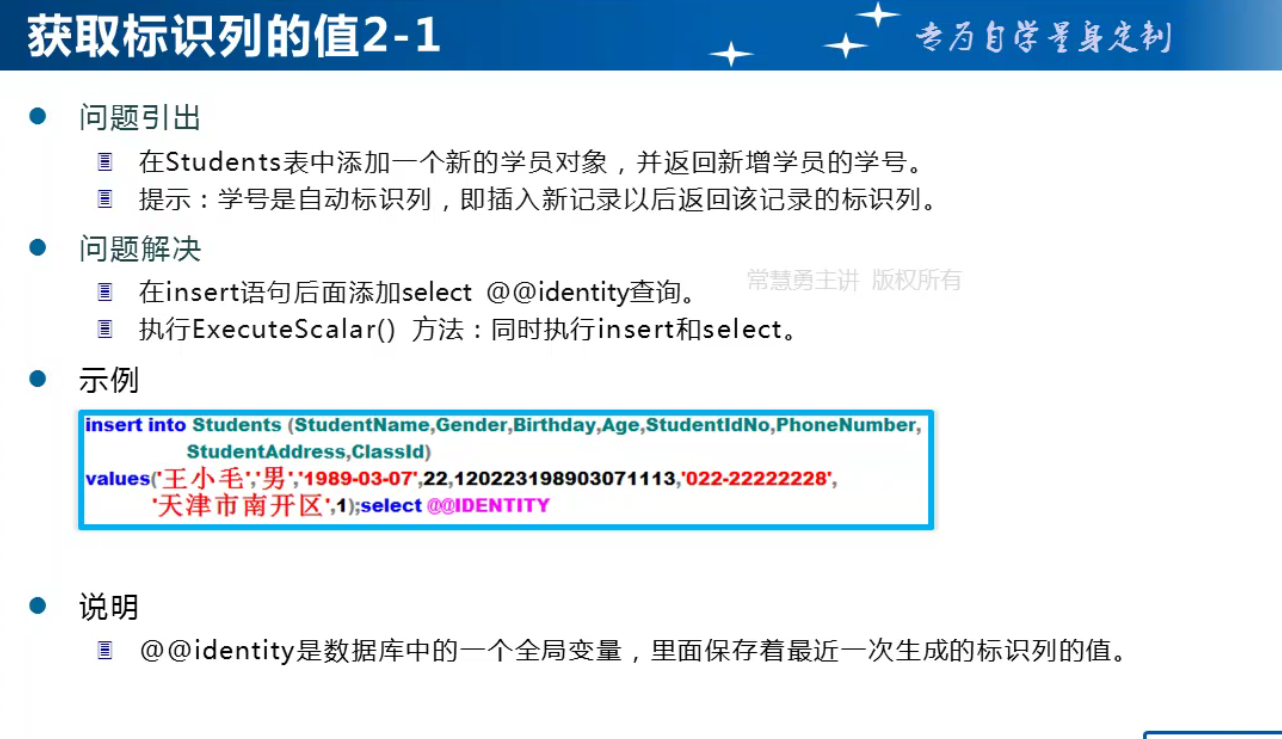 获取标识列的值2-1
专为自学量身定制
问题引出
在Students表中添加一个新的学员对象，并返回新增学员的学号。
提示：学号是自动标识列，即插入新记录以后返回该记录的标识列。
问题解决
在insert语句后面添加select @@identity查询。
常慧勇主讲 版权所有
执行ExecuteScalar() 方法：同时执行insert和select。
示例
insert into Students (StudentName,Gender,Birthday,Age,StudentIdNo,PhoneNumber,
StudentAddress,ClassId)
values('王小毛','男','1989-03-07',22,120223198903071113,'022-22222228',
'天津市南开区',1);select @@IDENTITY
说明
@@identity是数据库中的一个全局变量，里面保存着最近一次生成的标识列的值。